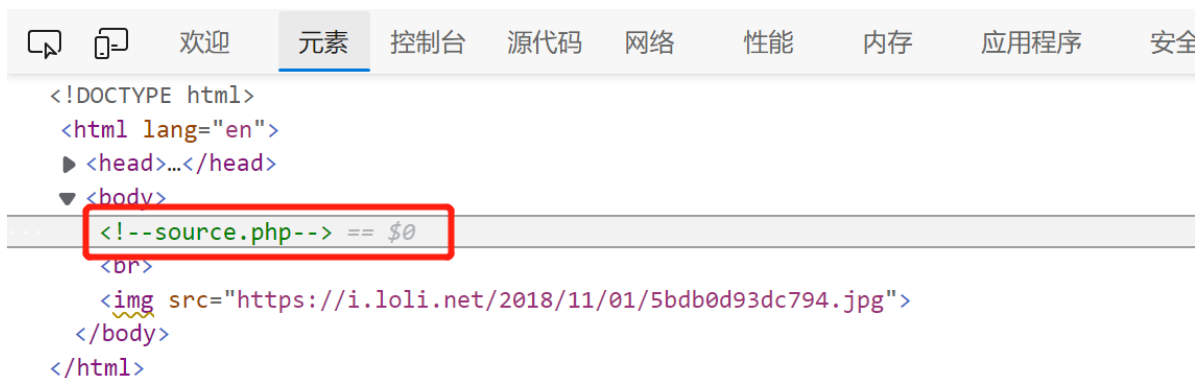 欢迎 元素 控制台 源代码 网络 性能 内存 应用程序 安全
<!DOCTYPE html>
<html lang="en">
<head>…</head>
<body>
<!--source.php--> == $0
<br>
<img src="https://i.loli.net/2018/11/01/5bdb0d93dc794.jpg">
</body>
</html>